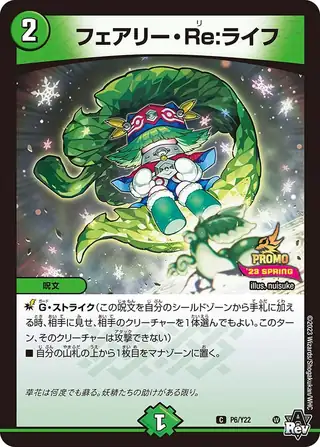 2
フェアリー・Re:ライフ
リ
PROMO
'23 SPRING
illus. nuisuke
呪文
G・ストライク(この呪文を自分のシールドゾーンから手札に加える時、相手に見せ、相手のクリーチャーを1体選んでもよい。このターン、そのクリーチャーは攻撃できない)
■自分の山札の上から1枚目をマナゾーンに置く。
草花は何度でも蘇る。妖精たちの助けがある限り。
1
C P6/Y22 W
Rev
©2023 Wizards/Shogakukan/WHC